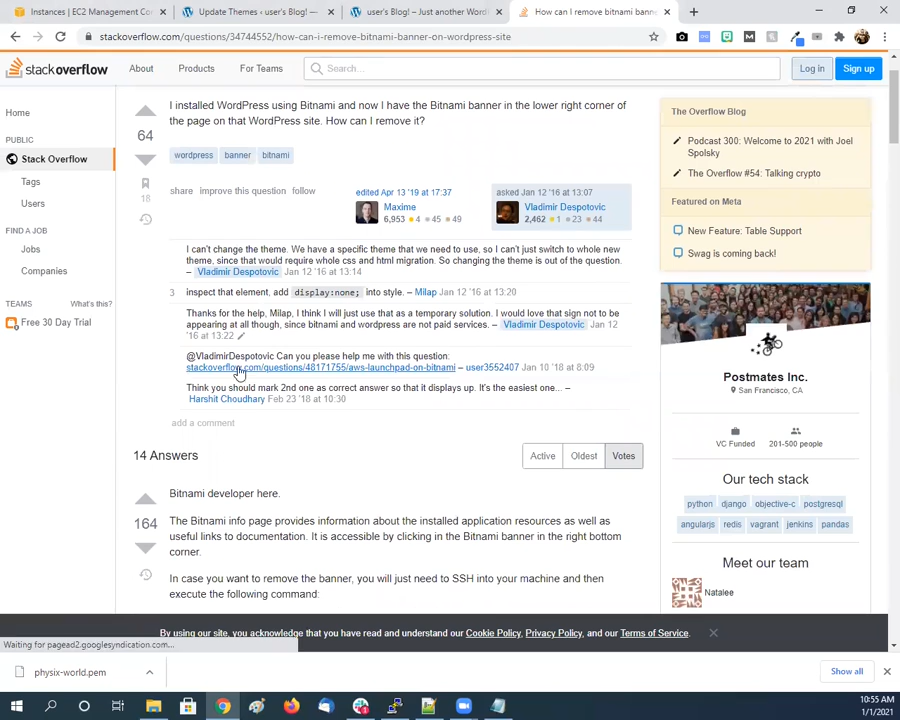 Instances | EC2 Management Con
Update Themes ‹ user's Blog! —
user's Blog! – Just another Word
How can I remove bitnami banne
stackoverflow.com/questions/34744552/how-can-i-remove-bitnami-banner-on-wordpress-site
stackoverflow
About Products For Teams
Search...
Log in Sign up
Home
PUBLIC
Stack Overflow
Tags
Users
FIND A JOB
Jobs
Companies
TEAMS What's this?
Free 30 Day Trial
I installed WordPress using Bitnami and now I have the Bitnami banner in the lower right corner of
the page on that WordPress site. How can I remove it?
64
18
wordpress banner bitnami
share improve this question follow
edited Apr 13 '19 at 17:37
Maxime
6,953 4 45 49
asked Jan 12 '16 at 13:07
Vladimir Despotovic
2,462 1 23 44
I can't change the theme. We have a specific theme that we need to use, so I can't just switch to whole new
theme, since that would require whole css and html migration. So changing the theme is out of the question.
– Vladimir Despotovic Jan 12 '16 at 13:14
3 inspect that element, add display:none; into style. – Milap Jan 12 '16 at 13:20
Thanks for the help, Milap, I think I will just use that as a temporary solution. I would love that sign not to be
appearing at all though, since bitnami and wordpress are not paid services. – Vladimir Despotovic Jan 12
'16 at 13:22
@VladimirDespotovic Can you please help me with this question:
stackoverflow.com/questions/48171755/aws-launchpad-on-bitnami – user3552407 Jan 10 '18 at 8:09
Think you should mark 2nd one as correct answer so that it displays up. It's the easiest one... –
Harshit Choudhary Feb 23 '18 at 10:30
add a comment
14 Answers
Active Oldest Votes
164
Bitnami developer here.
The Bitnami info page provides information about the installed application resources as well as
useful links to documentation. It is accessible by clicking in the Bitnami banner in the right bottom
corner.
In case you want to remove the banner, you will just need to SSH into your machine and then
execute the following command:
The Overflow Blog
Podcast 300: Welcome to 2021 with Joel
Spolsky
The Overflow #54: Talking crypto
Featured on Meta
New Feature: Table Support
Swag is coming back!
Postmates Inc.
San Francisco, CA
VC Funded 201-500 people
Our tech stack
python django objective-c postgresql
angularjs redis vagrant jenkins pandas
Meet our team
Natalee
By using our site, you acknowledge that you have read and understand our Cookie Policy, Privacy Policy, and our Terms of Service.
Waiting for pagead2.googlesyndication.com...
physix-world.pem
Show all
10:55 AM
1/1/2021